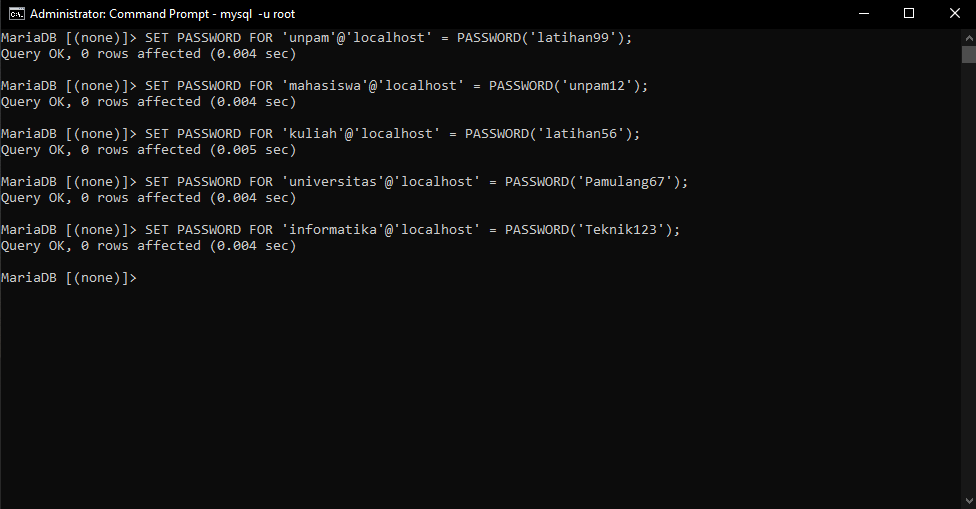 Administrator: Command Prompt - mysql  -u root
MariaDB [(none)]> SET PASSWORD FOR 'unpam'@'localhost' = PASSWORD('latihan99');
Query OK, 0 rows affected (0.004 sec)
MariaDB [(none)]> SET PASSWORD FOR 'mahasiswa'@'localhost' = PASSWORD('unpam12');
Query OK, 0 rows affected (0.004 sec)
MariaDB [(none)]> SET PASSWORD FOR 'kuliah'@'localhost' = PASSWORD('latihan56');
Query OK, 0 rows affected (0.005 sec)
MariaDB [(none)]> SET PASSWORD FOR 'universitas'@'localhost' = PASSWORD('Pamulang67');
Query OK, 0 rows affected (0.004 sec)
MariaDB [(none)]> SET PASSWORD FOR 'informatika'@'localhost' = PASSWORD('Teknik123');
Query OK, 0 rows affected (0.004 sec)
MariaDB [(none)]>